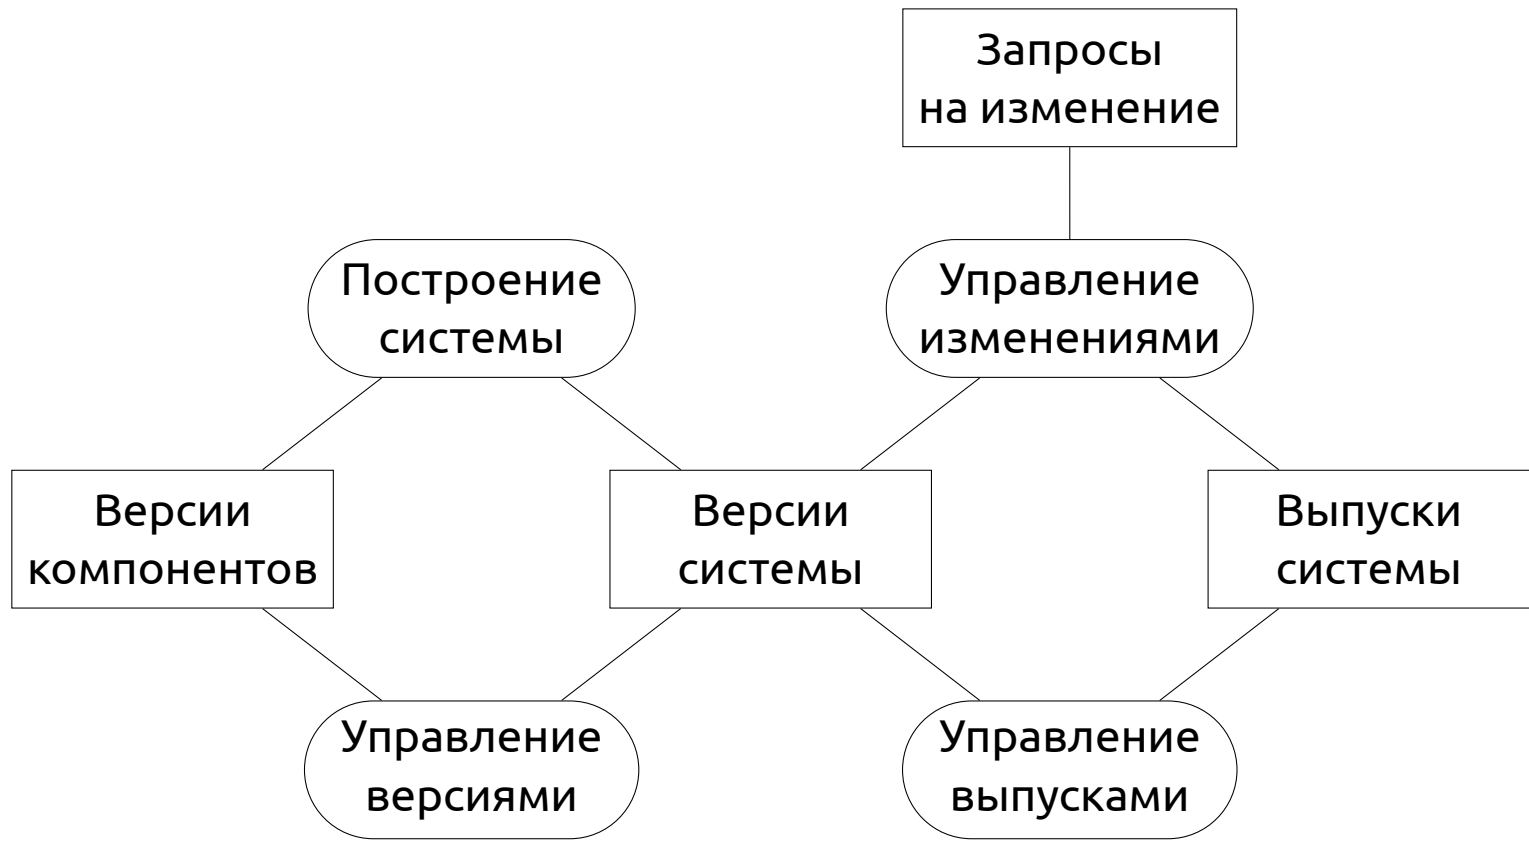 Запросы
на изменение
Построение
системы
Управление
изменениями
Версии
компонентов
Версии
системы
Выпуски
системы
Управление
версиями
Управление
выпусками